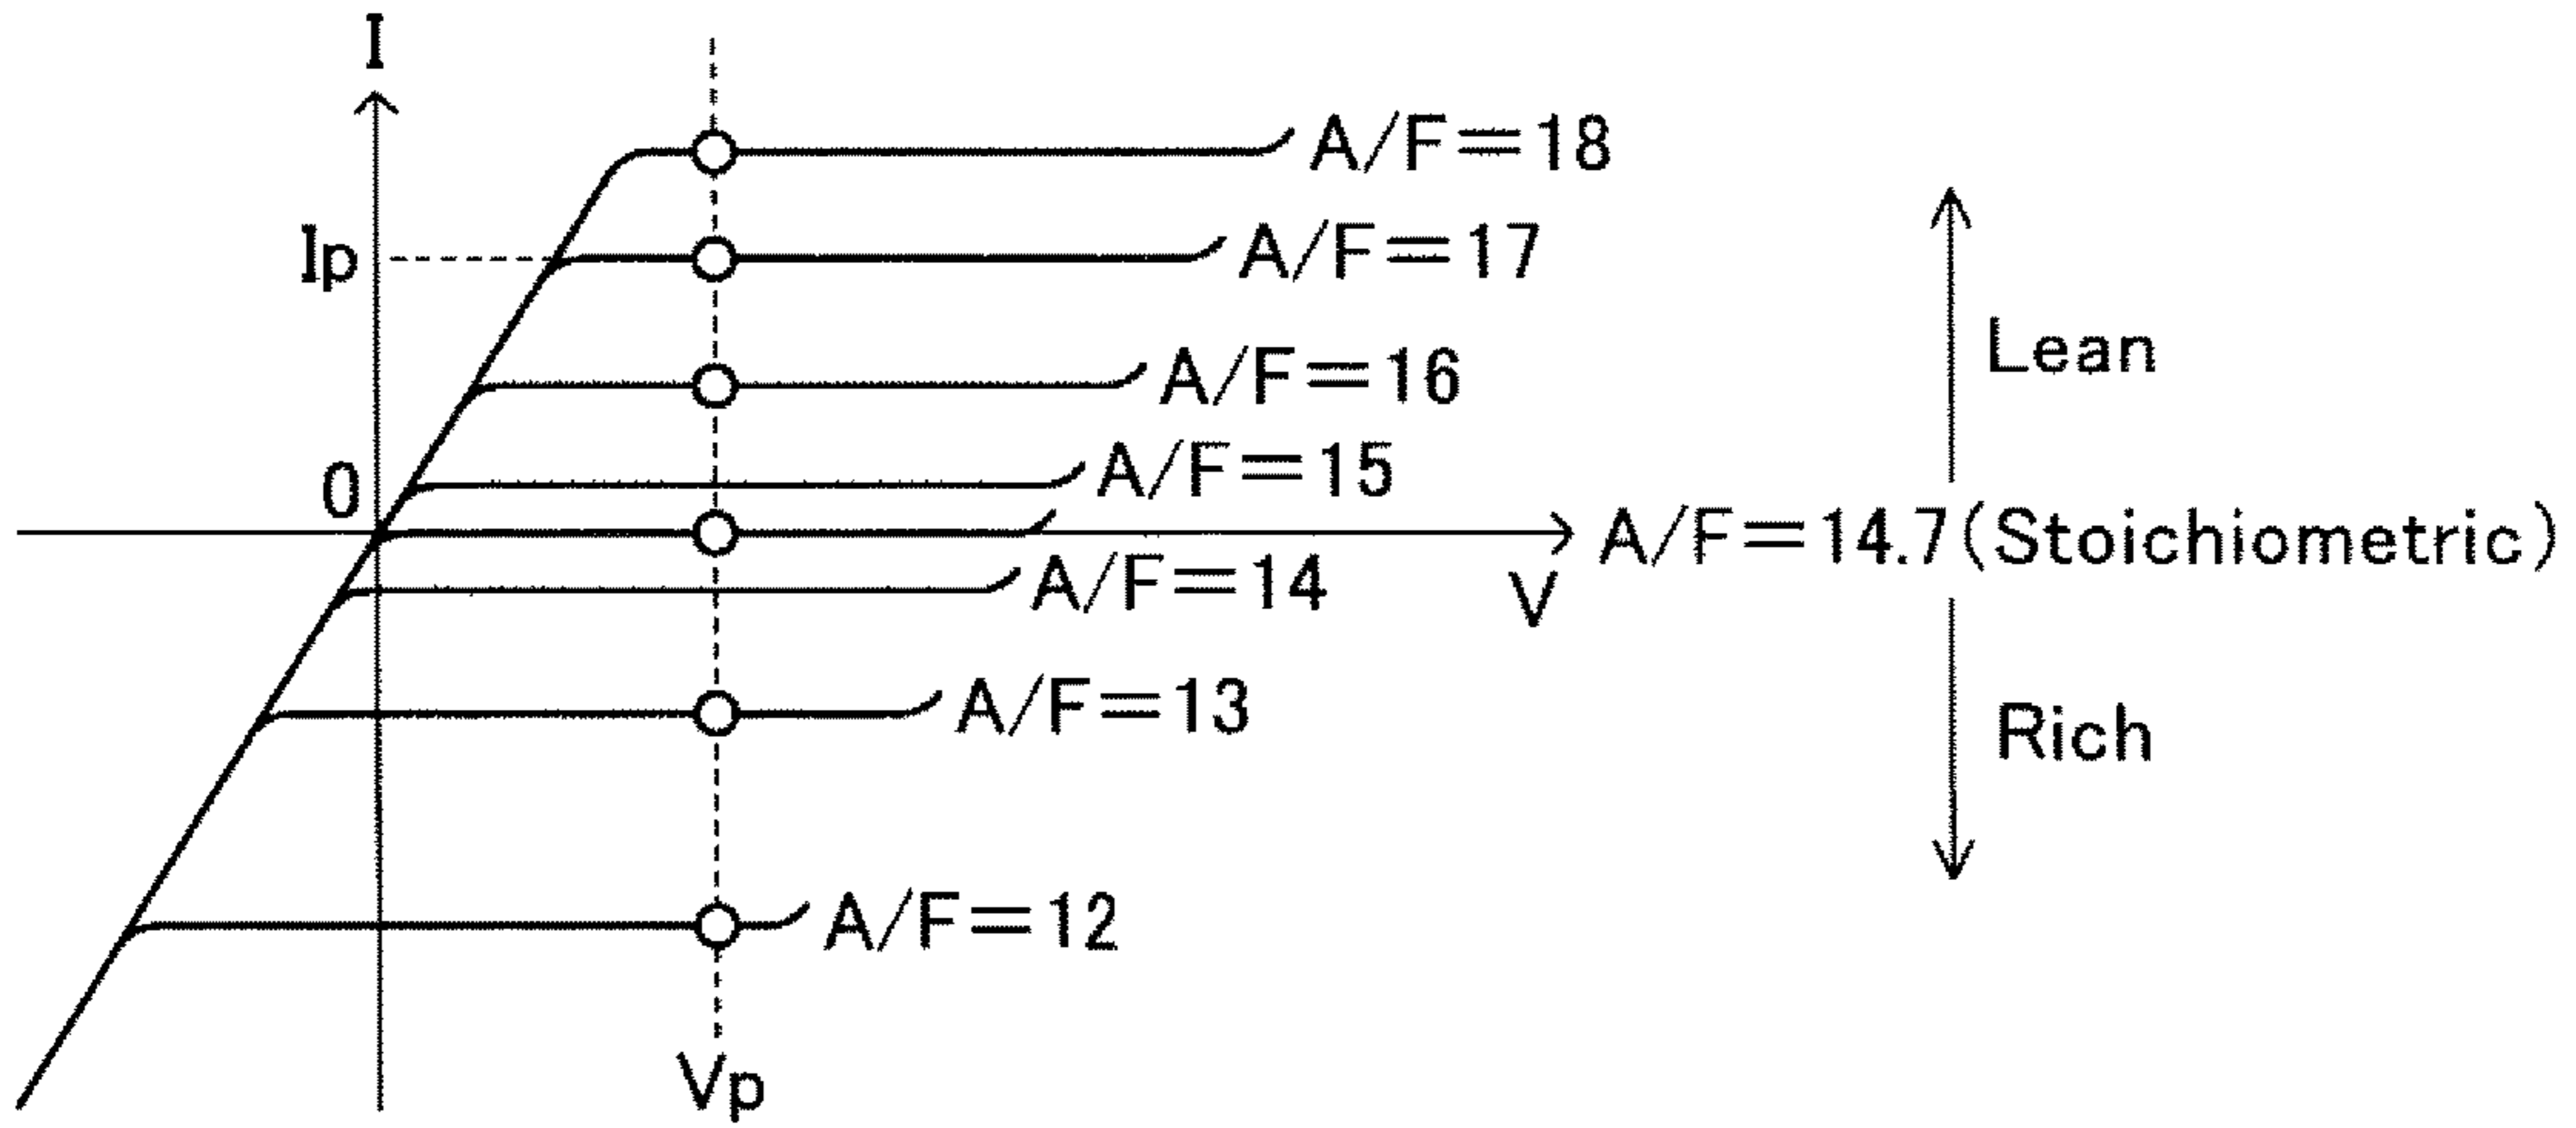 I
A/F=18
Ip
A/F=17
Lean
A/F=16
0
A/F=15
A/F=14.7(Stoichiometric)
V
A/F=14
A/F=13
Rich
A/F=12
Vp